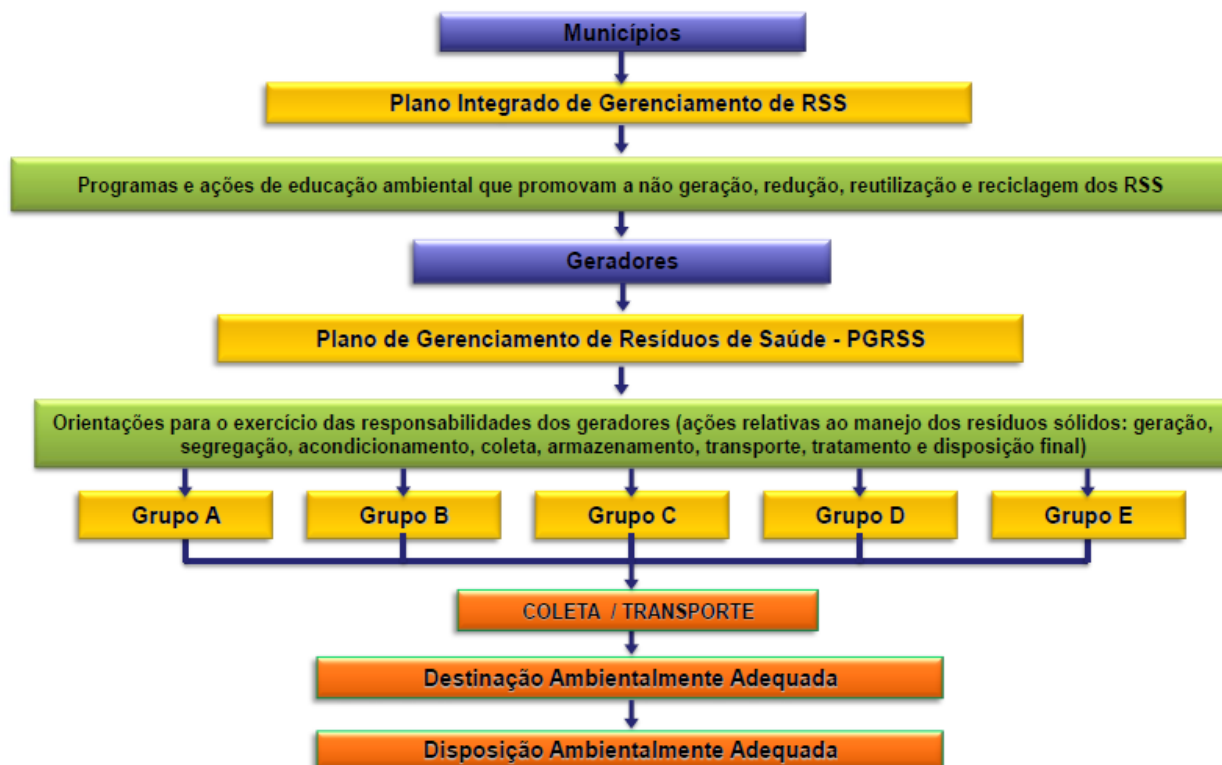 Municípios
Plano Integrado de Gerenciamento de RSS
Programas e ações de educação ambiental que promovam a não geração, redução, reutilização e reciclagem dos RSS
Geradores
Plano de Gerenciamento de Resíduos de Saúde - PGRSS
Orientações para o exercício das responsabilidades dos geradores (ações relativas ao manejo dos resíduos sólidos: geração,
segregação, acondicionamento, coleta, armazenamento, transporte, tratamento e disposição final)
Grupo A
Grupo B
Grupo C
Grupo D
Grupo E
COLETA / TRANSPORTE
Destinação Ambientalmente Adequada
Disposição Ambientalmente Adequada